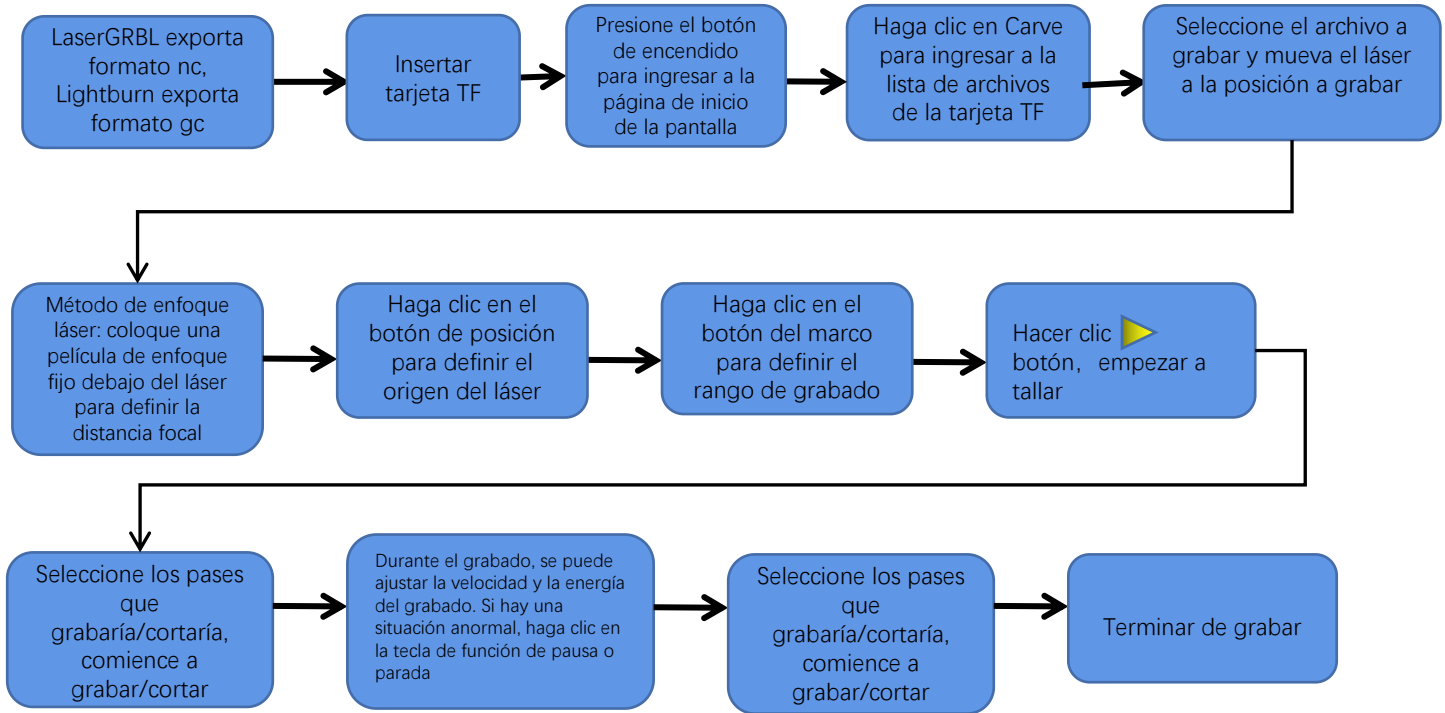 LaserGRBL exporta
formato nc,
Lightburn exporta
formato gc
Insertar
tarjeta TF
Presione el botón
de encendido
para ingresar a la
página de inicio
de la pantalla
Haga clic en Carve
para ingresar a la
lista de archivos
de la tarjeta TF
Seleccione el archivo a
grabar y mueva el láser
a la posición a grabar
Método de enfoque
láser: coloque una
película de enfoque
fijo debajo del láser
para definir la
distancia focal
Haga clic en el
botón de posición
para definir el
origen del láser
Haga clic en el
botón del marco
para definir el
rango de grabado
Hacer clic
botón, empezar a
tallar
Seleccione los pases
que
grabaría/cortaría,
comience a
grabar/cortar
Durante el grabado, se puede
ajustar la velocidad y la energía
del grabado. Si hay una
situación anormal, haga clic en
la tecla de función de pausa o
parada
Seleccione los pases
que
grabaría/cortaría,
comience a
grabar/cortar
Terminar de grabar